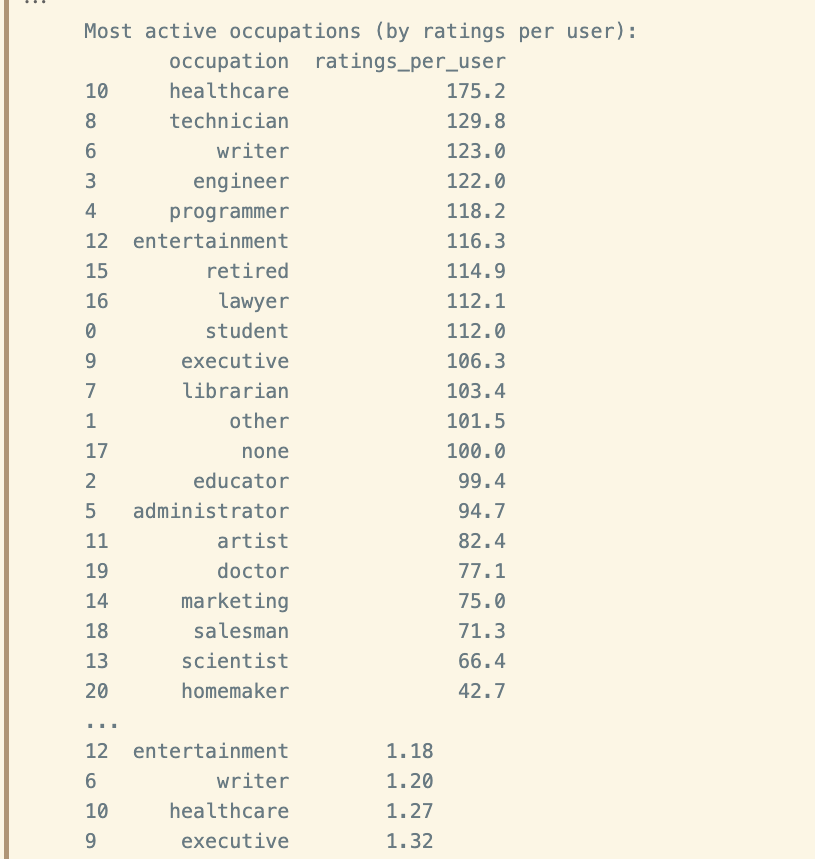 ...
Most active occupations (by ratings per user):
occupation ratings_per_user
10 healthcare 175.2
8 technician 129.8
6 writer 123.0
3 engineer 122.0
4 programmer 118.2
12 entertainment 116.3
15 retired 114.9
16 lawyer 112.1
0 student 112.0
9 executive 106.3
7 librarian 103.4
1 other 101.5
17 none 100.0
2 educator 99.4
5 administrator 94.7
11 artist 82.4
19 doctor 77.1
14 marketing 75.0
18 salesman 71.3
13 scientist 66.4
20 homemaker 42.7
...
12 entertainment 1.18
6 writer 1.20
10 healthcare 1.27
9 executive 1.32